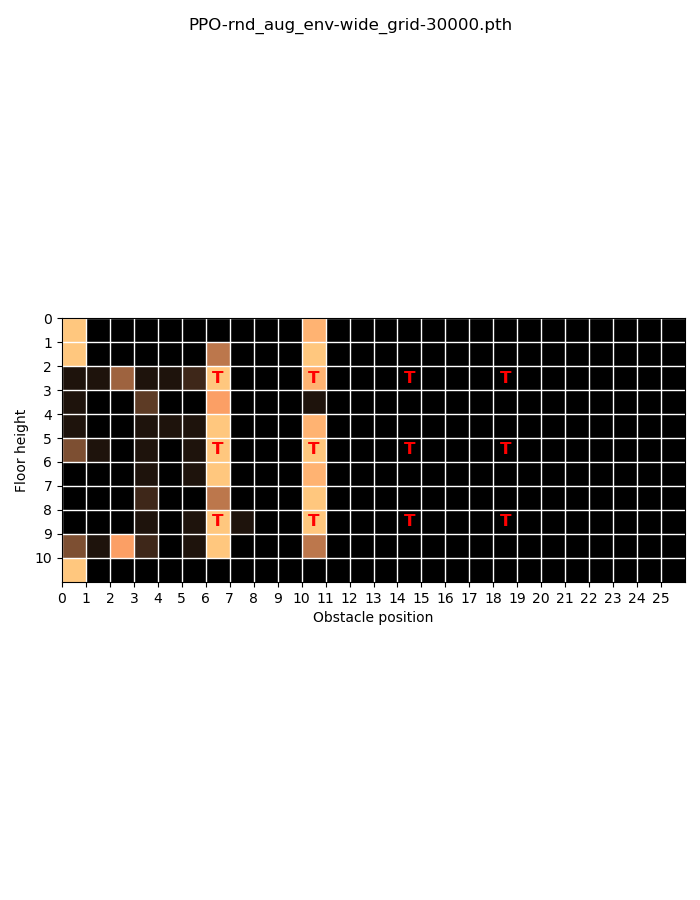 PPO-rnd_aug_env-wide_grid-30000.pth
Floor height
0
1
2
T T T T
3
4
5
T T T T
6
7
8
T T T T
9
10
0 1 2 3 4 5 6 7 8 9 10 11 12 13 14 15 16 17 18 19 20 21 22 23 24 25
Obstacle position